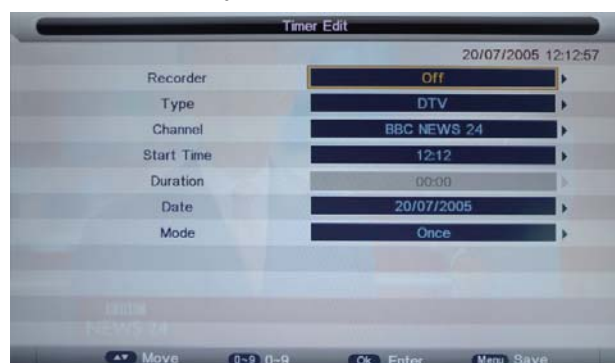 Timer Edit
20/07/2005 12:12:57
Recorder Off
Type DTV
Channel BBC NEWS 24
Start Time 12:12
Duration 00:00
Date 20/07/2005
Mode Once
NEWS 24
Move 0~9 0~9 Ok Enter Menu Save